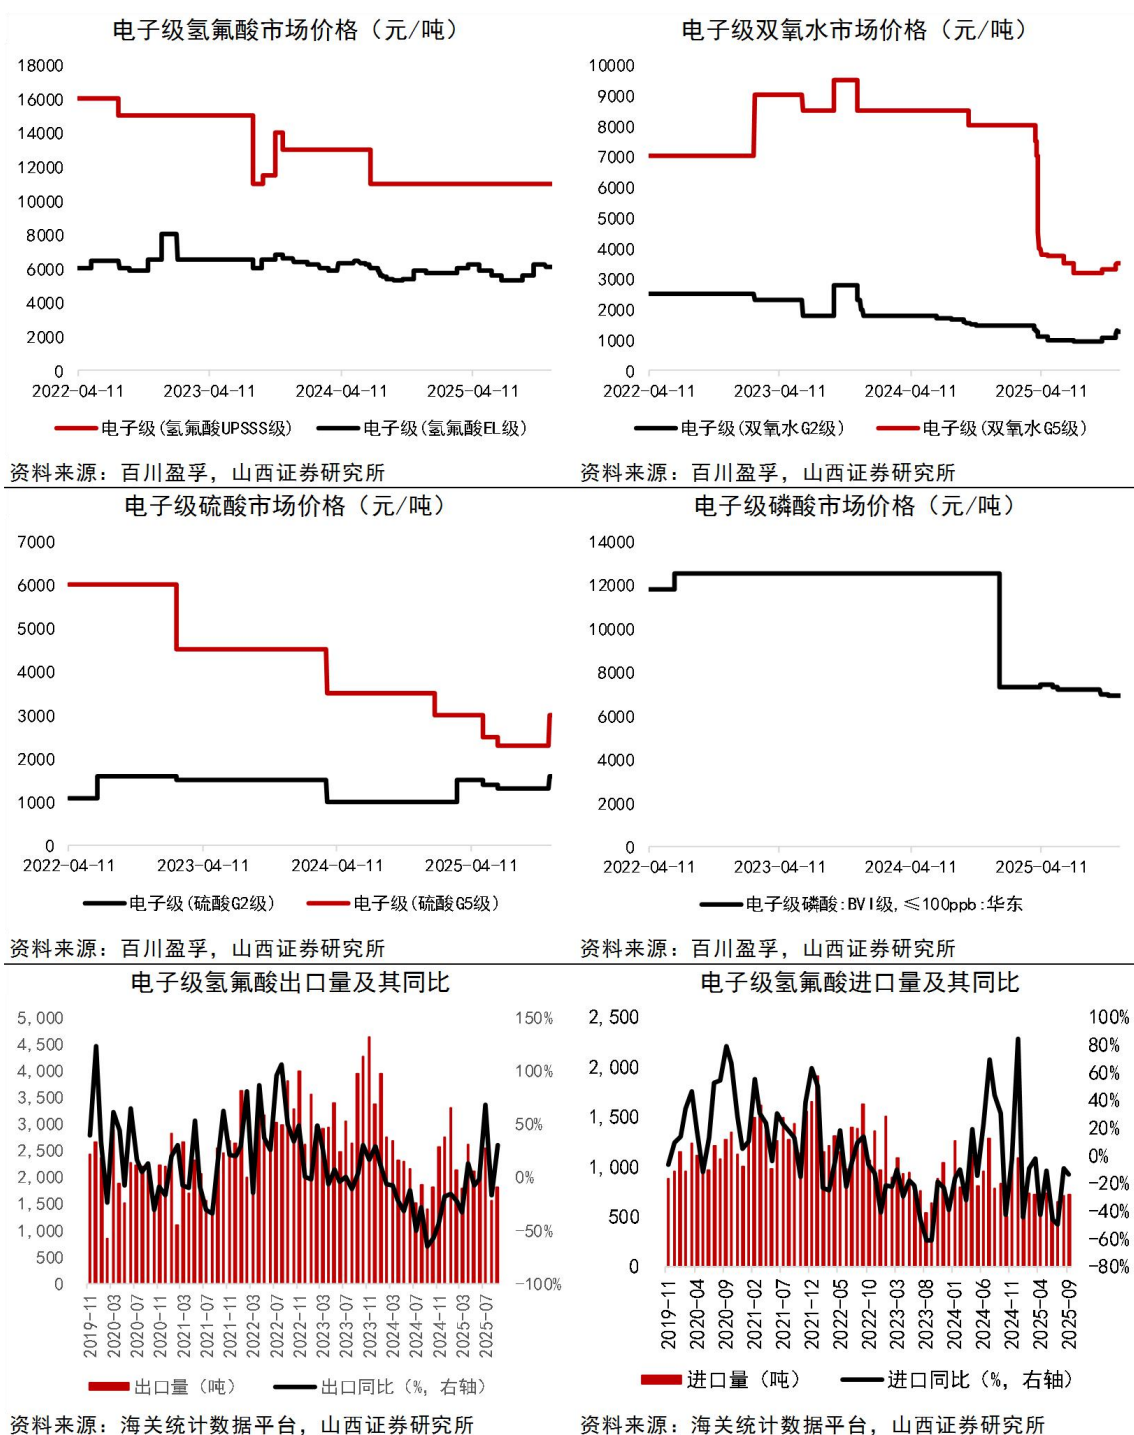 电子级氢氟酸市场价格（元/吨）
18000
16000
14000
12000
10000
8000
6000
4000
2000
0
2022-04-11 2023-04-11 2024-04-11 2025-04-11
电子级(氢氟酸UPSSS级) 电子级(氢氟酸EL级)
资料来源：百川盈孚，山西证券研究所
电子级双氧水市场价格（元/吨）
10000
9000
8000
7000
6000
5000
4000
3000
2000
1000
0
2022-04-11 2023-04-11 2024-04-11 2025-04-11
电子级(双氧水G2级) 电子级(双氧水G5级)
资料来源：百川盈孚，山西证券研究所
电子级硫酸市场价格（元/吨）
7000
6000
5000
4000
3000
2000
1000
0
2022-04-11 2023-04-11 2024-04-11 2025-04-11
电子级(硫酸G2级) 电子级(硫酸G5级)
资料来源：百川盈孚，山西证券研究所
电子级磷酸市场价格（元/吨）
14000
12000
10000
8000
6000
4000
2000
0
2022-04-11 2023-04-11 2024-04-11 2025-04-11
电子级磷酸:BVI级,≤100ppb:华东
资料来源：百川盈孚，山西证券研究所
电子级氢氟酸出口量及其同比
5,000
4,500
4,000
3,500
3,000
2,500
2,000
1,500
1,000
500
0
150%
100%
50%
0%
-50%
-100%
2019-11 2020-03 2020-07 2020-11 2021-03 2021-07 2021-11 2022-03 2022-07 2022-11 2023-03 2023-07 2023-11 2024-03 2024-07 2024-11 2025-03 2025-07
出口量（吨） 出口同比（%，右轴）
资料来源：海关统计数据平台，山西证券研究所
电子级氢氟酸进口量及其同比
2,500
2,000
1,500
1,000
500
0
100%
80%
60%
40%
20%
0%
-20%
-40%
-60%
-80%
2019-11 2020-04 2020-09 2021-02 2021-07 2021-12 2022-05 2022-10 2023-03 2023-08 2024-01 2024-06 2024-11 2025-04 2025-09
进口量（吨） 进口同比（%，右轴）
资料来源：海关统计数据平台，山西证券研究所